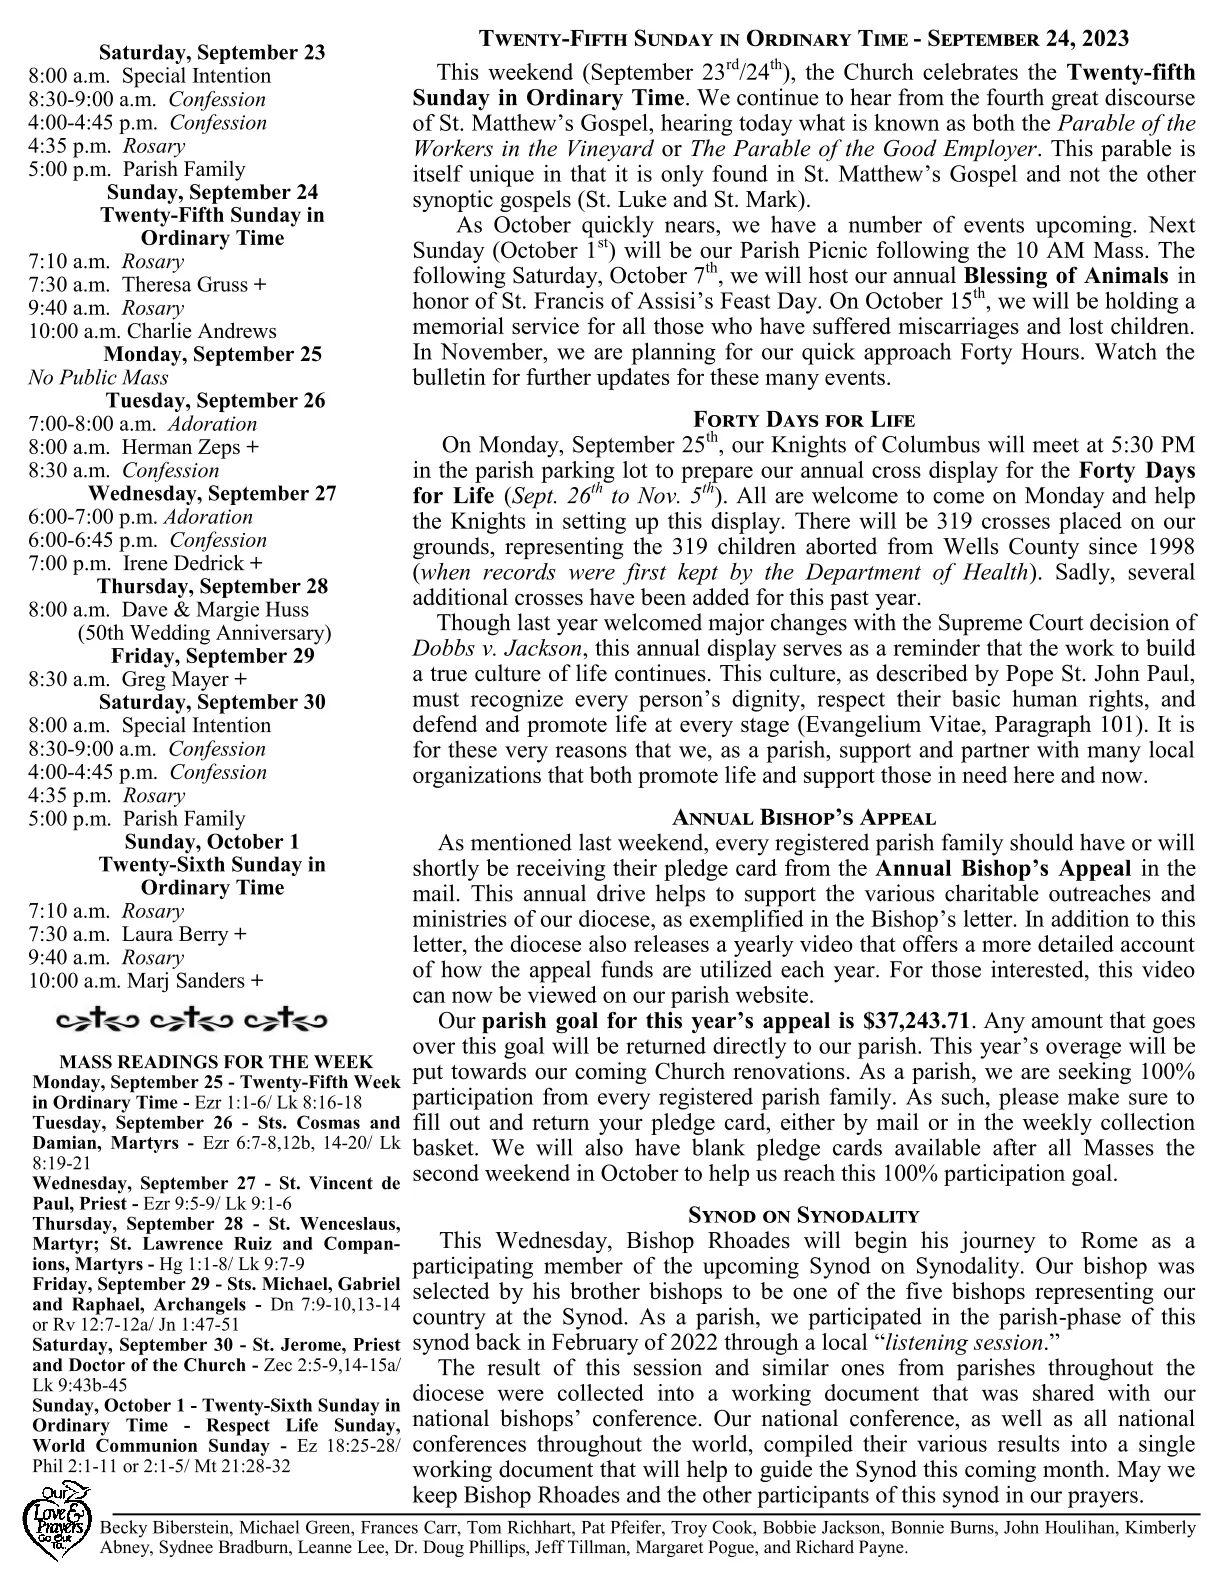 Saturday, September 23
8:00 a.m. Special Intention
8:30-9:00 a.m. Confession
4:00-4:45 p.m. Confession
4:35 p.m. Rosary
5:00 p.m. Parish Family
Sunday, September 24
Twenty-Fifth Sunday in
Ordinary Time
7:10 a.m. Rosary
7:30 a.m. Theresa Gruss +
9:40 a.m. Rosary
10:00 a.m. Charlie Andrews
Monday, September 25
No Public Mass
Tuesday, September 26
7:00-8:00 a.m. Adoration
8:00 a.m. Herman Zeps +
8:30 a.m. Confession
Wednesday, September 27
6:00-7:00 p.m. Adoration
6:00-6:45 p.m. Confession
7:00 p.m. Irene Dedrick +
Thursday, September 28
8:00 a.m. Dave & Margie Huss
(50th Wedding Anniversary)
Friday, September 29
8:30 a.m. Greg Mayer +
Saturday, September 30
8:00 a.m. Special Intention
8:30-9:00 a.m. Confession
4:00-4:45 p.m. Confession
4:35 p.m. Rosary
5:00 p.m. Parish Family
Sunday, October 1
Twenty-Sixth Sunday in
Ordinary Time
7:10 a.m. Rosary
7:30 a.m. Laura Berry +
9:40 a.m. Rosary
10:00 a.m. Marj Sanders +
MASS READINGS FOR THE WEEK
Monday, September 25 - Twenty-Fifth Week
in Ordinary Time - Ezr 1:1-6/ Lk 8:16-18
Tuesday, September 26 - Sts. Cosmas and
Damian, Martyrs - Ezr 6:7-8,12b, 14-20/ Lk
8:19-21
Wednesday, September 27 - St. Vincent de
Paul, Priest - Ezr 9:5-9/ Lk 9:1-6
Thursday, September 28 - St. Wenceslaus,
Martyr; St. Lawrence Ruiz and Compan-
ions, Martyrs - Hg 1:1-8/ Lk 9:7-9
Friday, September 29 - Sts. Michael, Gabriel
and Raphael, Archangels - Dn 7:9-10,13-14
or Rv 12:7-12a/ Jn 1:47-51
Saturday, September 30 - St. Jerome, Priest
and Doctor of the Church - Zec 2:5-9,14-15a/
Lk 9:43b-45
Sunday, October 1 - Twenty-Sixth Sunday in
Ordinary Time - Respect Life Sunday,
World Communion Sunday - Ez 18:25-28/
Phil 2:1-11 or 2:1-5/ Mt 21:28-32
TWENTY-FIFTH SUNDAY IN ORDINARY TIME - SEPTEMBER 24, 2023
This weekend (September 23rd/24th), the Church celebrates the Twenty-fifth
Sunday in Ordinary Time. We continue to hear from the fourth great discourse
of St. Matthew’s Gospel, hearing today what is known as both the Parable of the
Workers in the Vineyard or The Parable of the Good Employer. This parable is
itself unique in that it is only found in St. Matthew’s Gospel and not the other
synoptic gospels (St. Luke and St. Mark).
As October quickly nears, we have a number of events upcoming. Next
Sunday (October 1st) will be our Parish Picnic following the 10 AM Mass. The
following Saturday, October 7th, we will host our annual Blessing of Animals in
honor of St. Francis of Assisi’s Feast Day. On October 15th, we will be holding a
memorial service for all those who have suffered miscarriages and lost children.
In November, we are planning for our quick approach Forty Hours. Watch the
bulletin for further updates for these many events.
FORTY DAYS FOR LIFE
On Monday, September 25th, our Knights of Columbus will meet at 5:30 PM
in the parish parking lot to prepare our annual cross display for the Forty Days
for Life (Sept. 26th to Nov. 5th). All are welcome to come on Monday and help
the Knights in setting up this display. There will be 319 crosses placed on our
grounds, representing the 319 children aborted from Wells County since 1998
(when records were first kept by the Department of Health). Sadly, several
additional crosses have been added for this past year.
Though last year welcomed major changes with the Supreme Court decision of
Dobbs v. Jackson, this annual display serves as a reminder that the work to build
a true culture of life continues. This culture, as described by Pope St. John Paul,
must recognize every person’s dignity, respect their basic human rights, and
defend and promote life at every stage (Evangelium Vitae, Paragraph 101). It is
for these very reasons that we, as a parish, support and partner with many local
organizations that both promote life and support those in need here and now.
ANNUAL BISHOP’S APPEAL
As mentioned last weekend, every registered parish family should have or will
shortly be receiving their pledge card from the Annual Bishop’s Appeal in the
mail. This annual drive helps to support the various charitable outreaches and
ministries of our diocese, as exemplified in the Bishop’s letter. In addition to this
letter, the diocese also releases a yearly video that offers a more detailed account
of how the appeal funds are utilized each year. For those interested, this video
can now be viewed on our parish website.
Our parish goal for this year’s appeal is $37,243.71. Any amount that goes
over this goal will be returned directly to our parish. This year’s overage will be
put towards our coming Church renovations. As a parish, we are seeking 100%
participation from every registered parish family. As such, please make sure to
fill out and return your pledge card, either by mail or in the weekly collection
basket. We will also have blank pledge cards available after all Masses the
second weekend in October to help us reach this 100% participation goal.
SYNOD ON SYNODALITY
This Wednesday, Bishop Rhoades will begin his journey to Rome as a
participating member of the upcoming Synod on Synodality. Our bishop was
selected by his brother bishops to be one of the five bishops representing our
country at the Synod. As a parish, we participated in the parish-phase of this
synod back in February of 2022 through a local “listening session.”
The result of this session and similar ones from parishes throughout the
diocese were collected into a working document that was shared with our
national bishops’ conference. Our national conference, as well as all national
conferences throughout the world, compiled their various results into a single
working document that will help to guide the Synod this coming month. May we
keep Bishop Rhoades and the other participants of this synod in our prayers.
Our
Love &
Prayers
Go Out
To...
Becky Biberstein, Michael Green, Frances Carr, Tom Richhart, Pat Pfeifer, Troy Cook, Bobbie Jackson, Bonnie Burns, John Houlihan, Kimberly
Abney, Sydnee Bradburn, Leanne Lee, Dr. Doug Phillips, Jeff Tillman, Margaret Pogue, and Richard Payne.